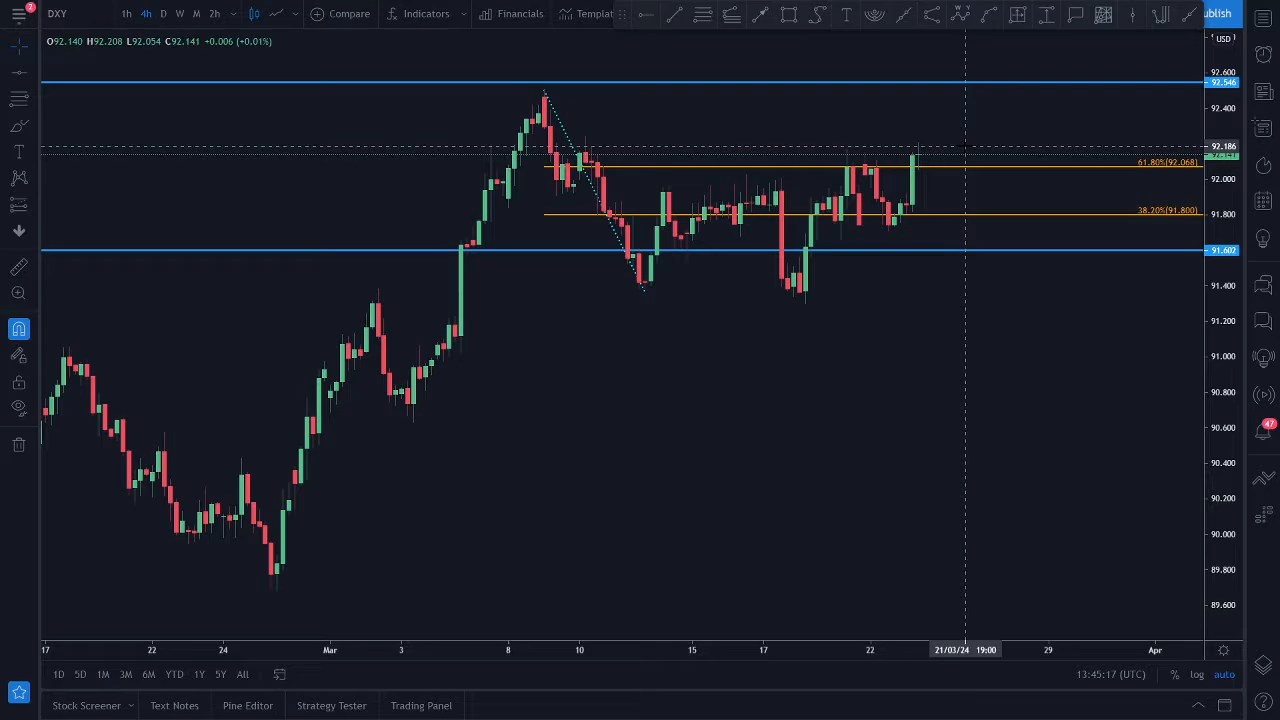 2
DXY
1h 4h D W M 2h
Compare
Indicators
Financials
Templat
blish
O92.140 H92.208 L92.054 C92.141 +0.006 (+0.01%)
USD
92.600
92.546
92.400
92.186
61.80%(92.068)
92.000
38.20%(91.800)
91.800
91.602
91.400
91.200
91.000
90.800
90.600
90.400
47
90.200
90.000
89.800
89.600
17 22 24 Mar 3 8 10 15 17 22 21/03/24 19:00 29 Apr
1D 5D 1M 3M 6M YTD 1Y 5Y All
13:45:17 (UTC) % log auto
Stock Screener Text Notes Pine Editor Strategy Tester Trading Panel